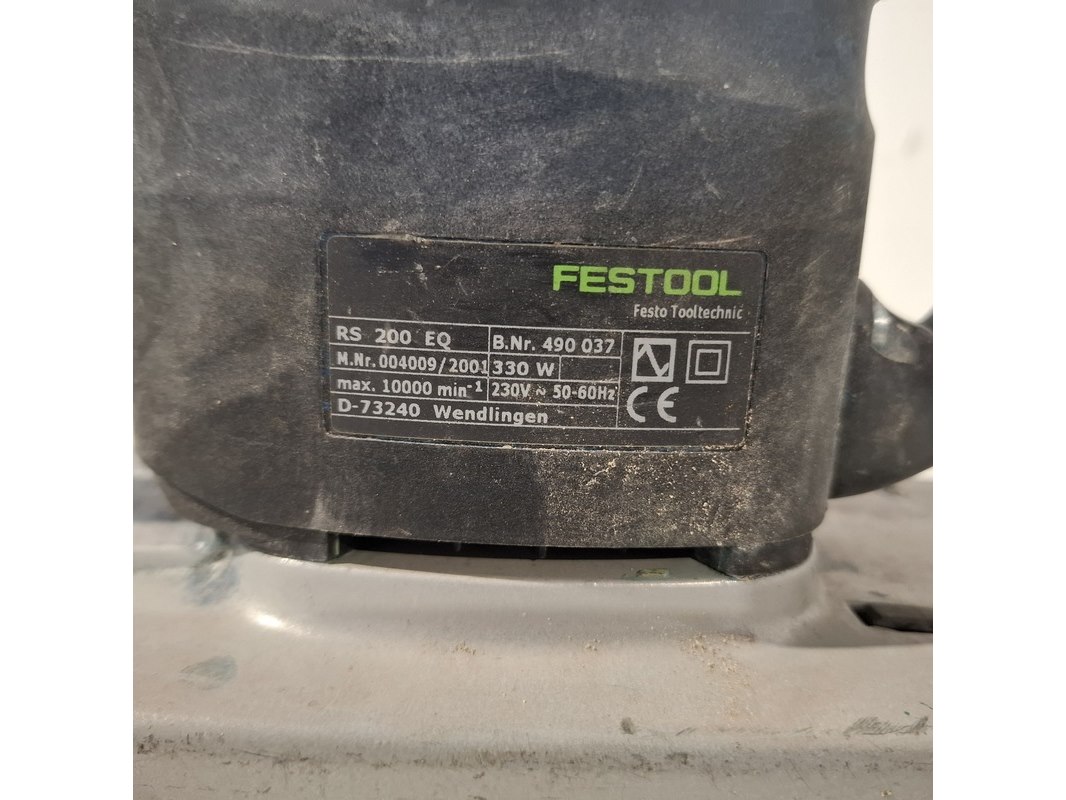 FESTOOL
Festo Tooltechnic
RS 200 EQ B.Nr. 490 037
M.Nr. 004009/2001 330 W
max. 10000 min⁻¹ 230V ~ 50-60Hz
D-73240 Wendlingen
CE